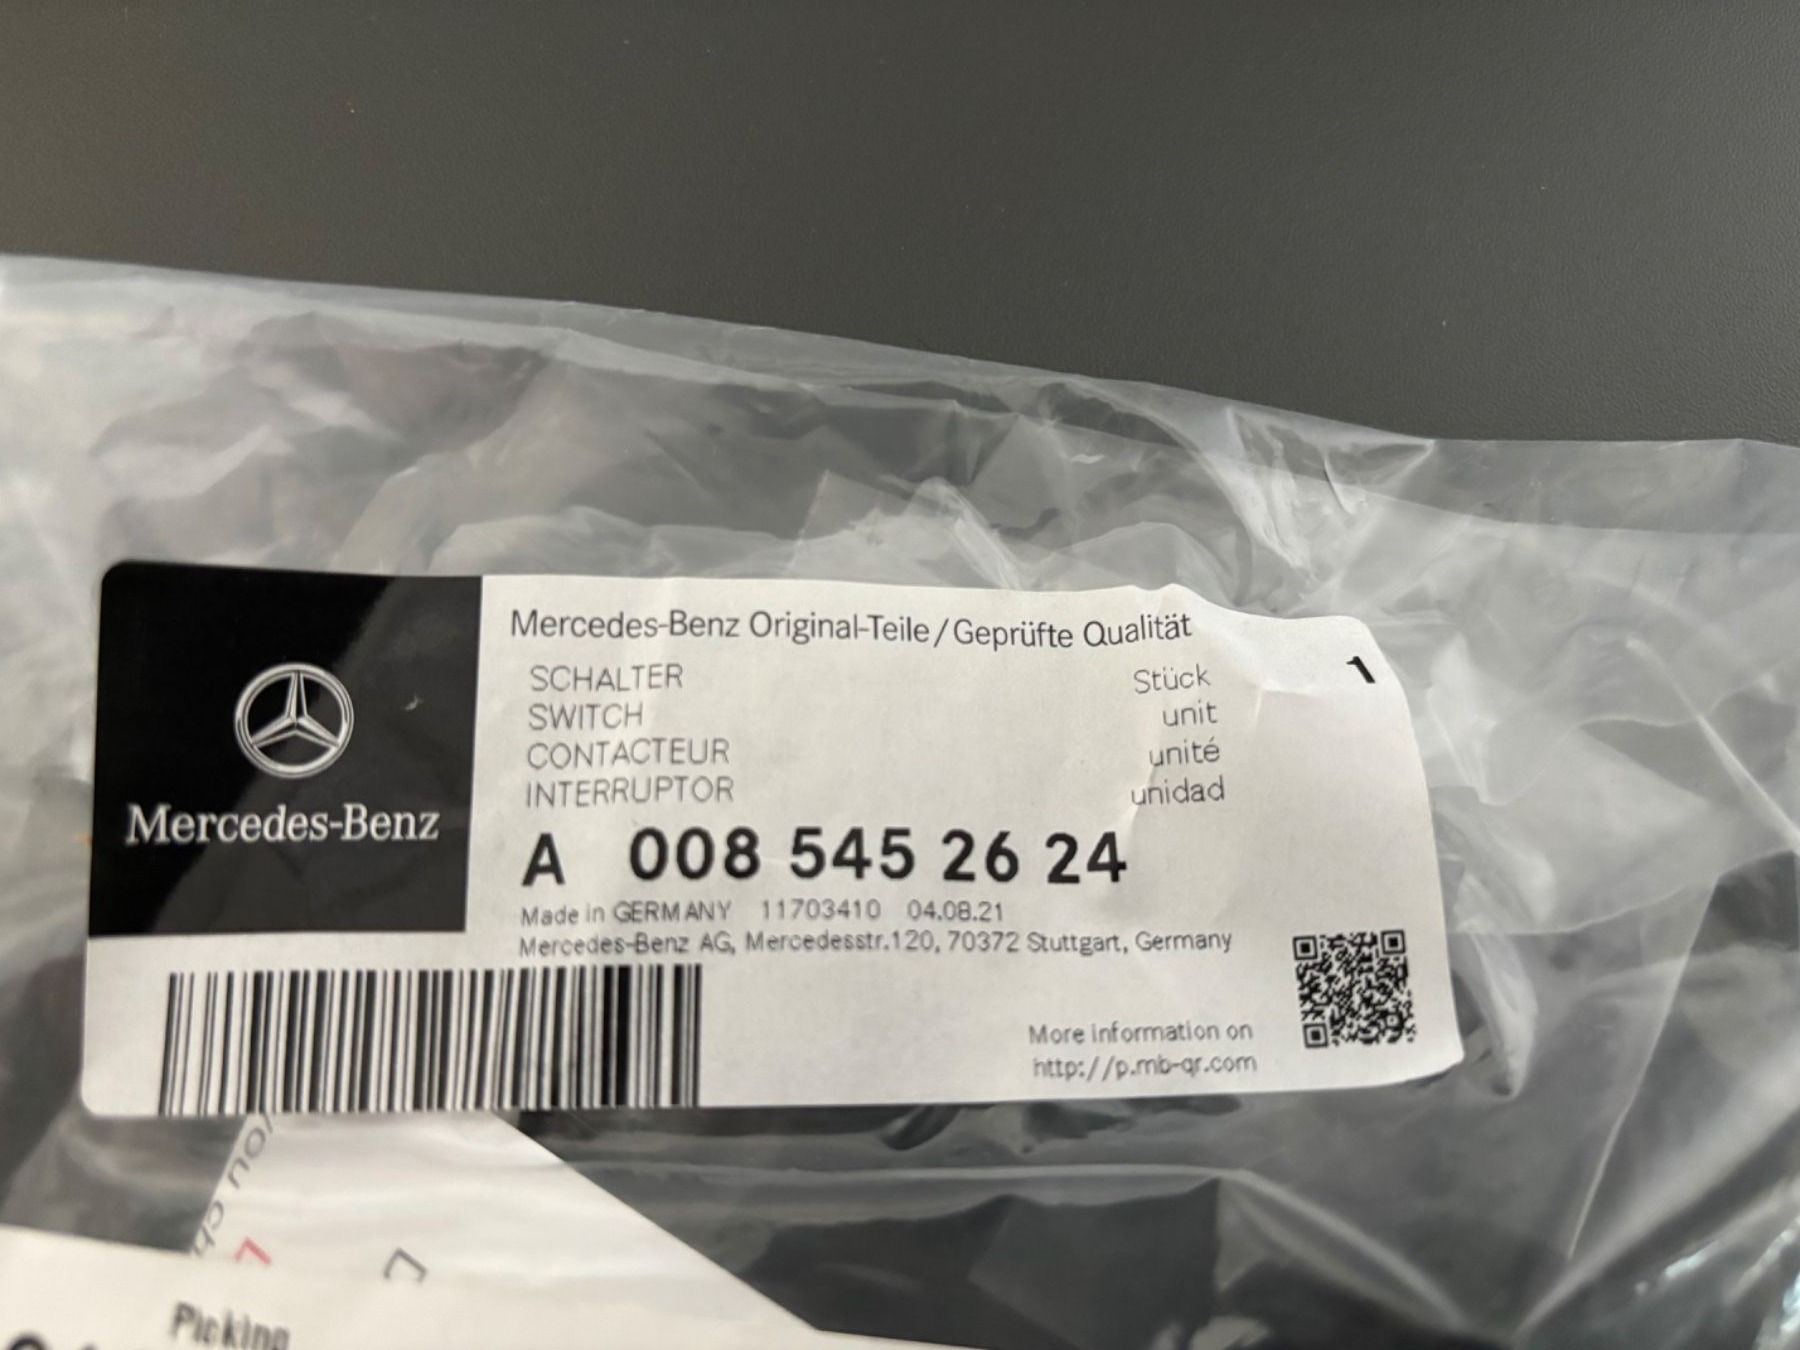 Mercedes-Benz
Mercedes-Benz Original-Teile/Geprüfte Qualität
SCHALTER Stück 1
SWITCH unit
CONTACTEUR unité
INTERRUPTOR unidad
A 008 545 26 24
Made in GERMANY 11703410 04.08.21
Mercedes-Benz AG, Mercedesstr.120, 70372 Stuttgart, Germany
More information on
http://p.mb-qr.com
Picking